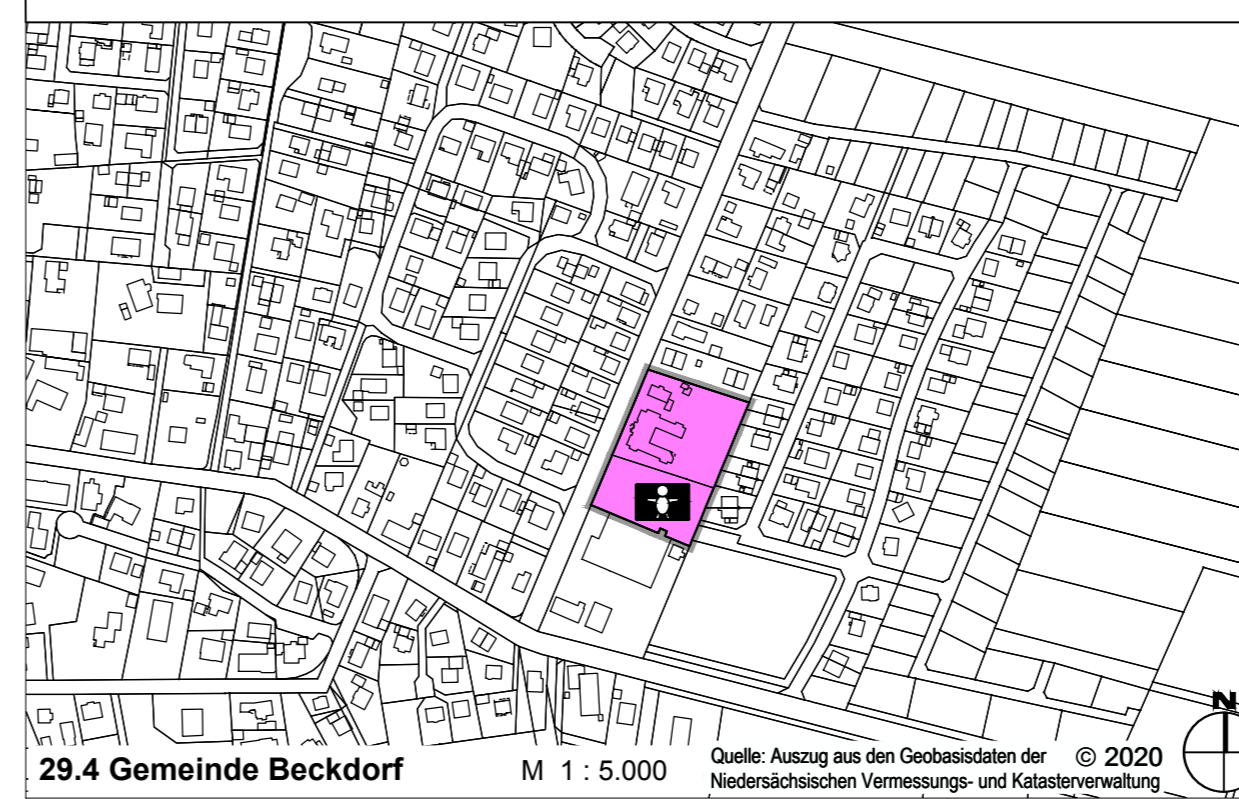 N
29.4 Gemeinde Beckdorf
M 1 : 5.000
Quelle: Auszug aus den Geobasisdaten der © 2020
Niedersächsischen Vermessungs- und Katasterverwaltung